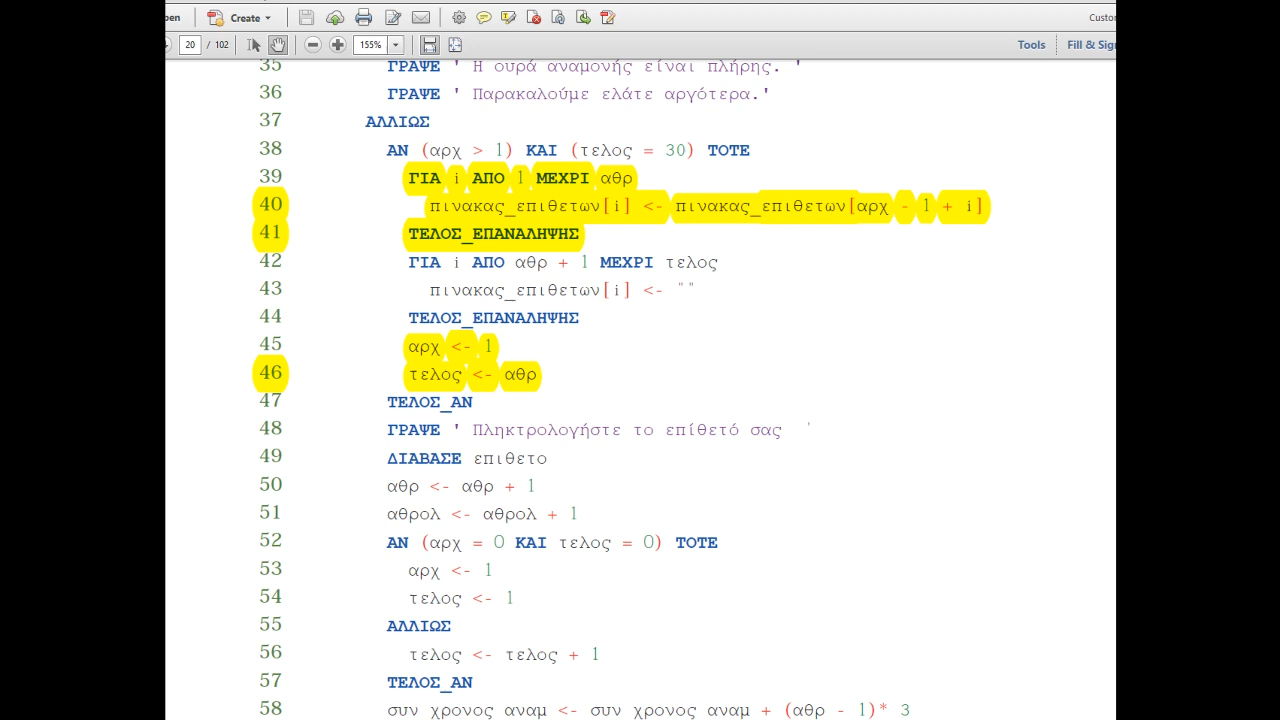 Create
Custo
20 / 102
155%
Tools
Fill & Sig
35 ΓΡΑΨΕ ' Η ουρά αναμονής είναι πλήρης. '
36 ΓΡΑΨΕ ' Παρακαλούμε ελάτε αργότερα.'
37 ΑΛΛΙΩΣ
38 ΑΝ (αρχ > 1) ΚΑΙ (τελος = 30) ΤΟΤΕ
39 ΓΙΑ i ΑΠΟ 1 ΜΕΧΡΙ αθρ
40 πινακας_επιθετων[i] <- πινακας_επιθετων[αρχ - 1 + i]
41 ΤΕΛΟΣ_ΕΠΑΝΑΛΗΨΗΣ
42 ΓΙΑ i ΑΠΟ αθρ + 1 ΜΕΧΡΙ τελος
43 πινακας_επιθετων[i] <- ""
44 ΤΕΛΟΣ_ΕΠΑΝΑΛΗΨΗΣ
45 αρχ <- 1
46 τελος <- αθρ
47 ΤΕΛΟΣ_ΑΝ
48 ΓΡΑΨΕ ' Πληκτρολογήστε το επίθετό σας '
49 ΔΙΑΒΑΣΕ επιθετο
50 αθρ <- αθρ + 1
51 αθρολ <- αθρολ + 1
52 ΑΝ (αρχ = 0 ΚΑΙ τελος = 0) ΤΟΤΕ
53 αρχ <- 1
54 τελος <- 1
55 ΑΛΛΙΩΣ
56 τελος <- τελος + 1
57 ΤΕΛΟΣ_ΑΝ
58 συν χρονος αναμ <- συν χρονος αναμ + (αθρ - 1)* 3